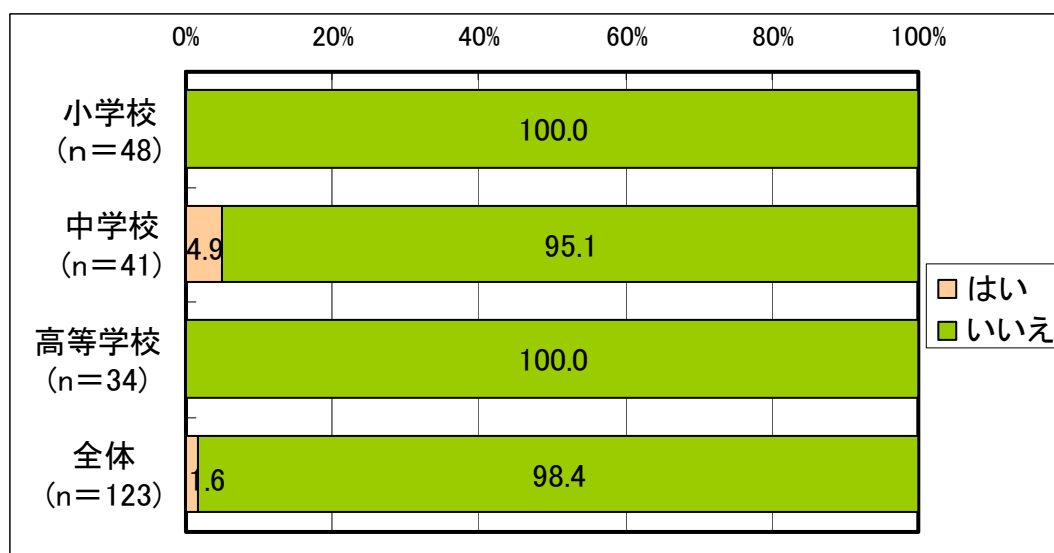 0% 20% 40% 60% 80% 100%
小学校
(ｎ＝48)
100.0
中学校
(n＝41)
4.9 95.1
高等学校
(n＝34)
100.0
全体
(n＝123)
1.6 98.4
はい
いいえ